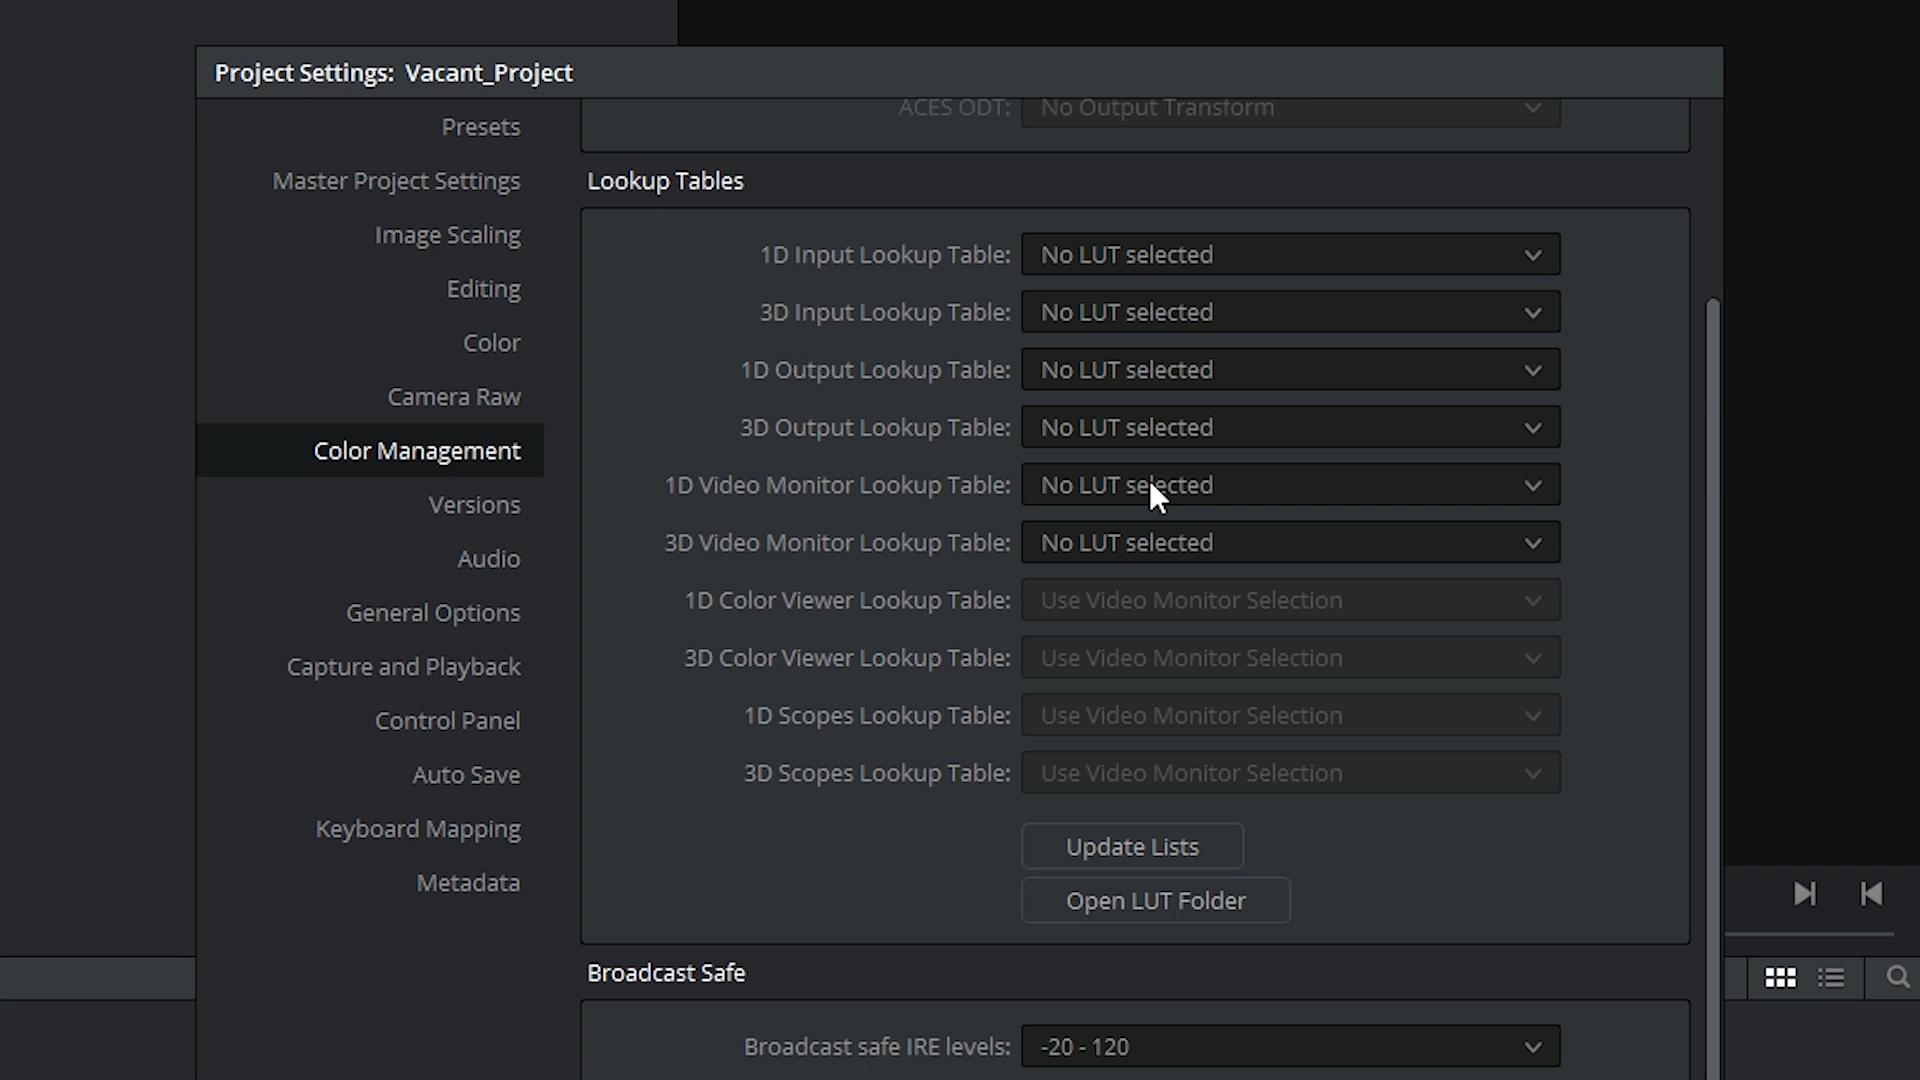 Project Settings: Vacant_Project
Presets
Master Project Settings
Image Scaling
Editing
Color
Camera Raw
Color Management
Versions
Audio
General Options
Capture and Playback
Control Panel
Auto Save
Keyboard Mapping
Metadata
ACES ODT: No Output Transform
Lookup Tables
1D Input Lookup Table: No LUT selected
3D Input Lookup Table: No LUT selected
1D Output Lookup Table: No LUT selected
3D Output Lookup Table: No LUT selected
1D Video Monitor Lookup Table: No LUT selected
3D Video Monitor Lookup Table: No LUT selected
1D Color Viewer Lookup Table: Use Video Monitor Selection
3D Color Viewer Lookup Table: Use Video Monitor Selection
1D Scopes Lookup Table: Use Video Monitor Selection
3D Scopes Lookup Table: Use Video Monitor Selection
Update Lists
Open LUT Folder
Broadcast Safe
Broadcast safe IRE levels: -20 - 120